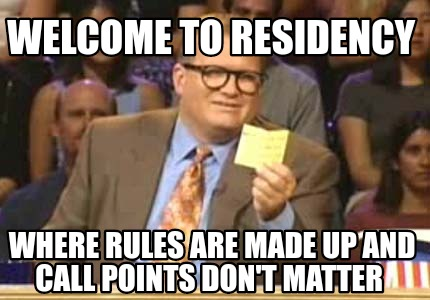 WELCOME TO RESIDENCY
WHERE RULES ARE MADE UP AND
CALL POINTS DON'T MATTER